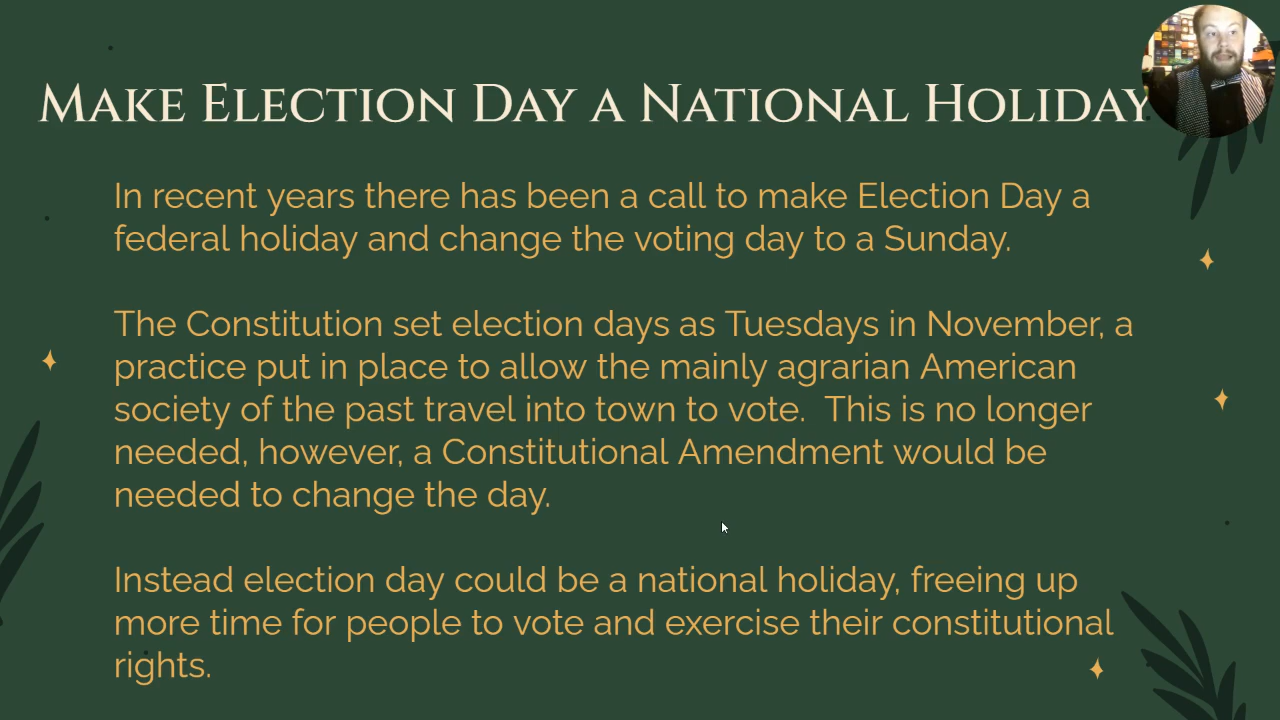 Make Election Day a National Holiday
In recent years there has been a call to make Election Day a
federal holiday and change the voting day to a Sunday.
The Constitution set election days as Tuesdays in November, a
practice put in place to allow the mainly agrarian American
society of the past travel into town to vote.  This is no longer
needed, however, a Constitutional Amendment would be
needed to change the day.
Instead election day could be a national holiday, freeing up
more time for people to vote and exercise their constitutional
rights.